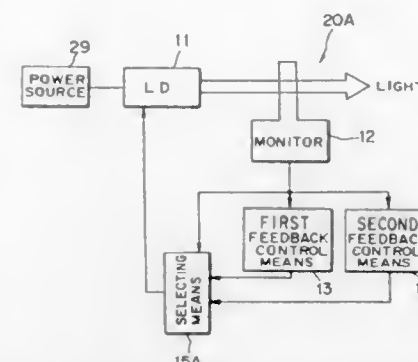 20A
29
11
POWER
SOURCE
LD
LIGHT
MONITOR
12
FIRST
FEEDBACK
CONTROL
MEANS
SECOND
FEEDBACK
CONTROL
MEANS
SELECTING
MEANS
13
15A